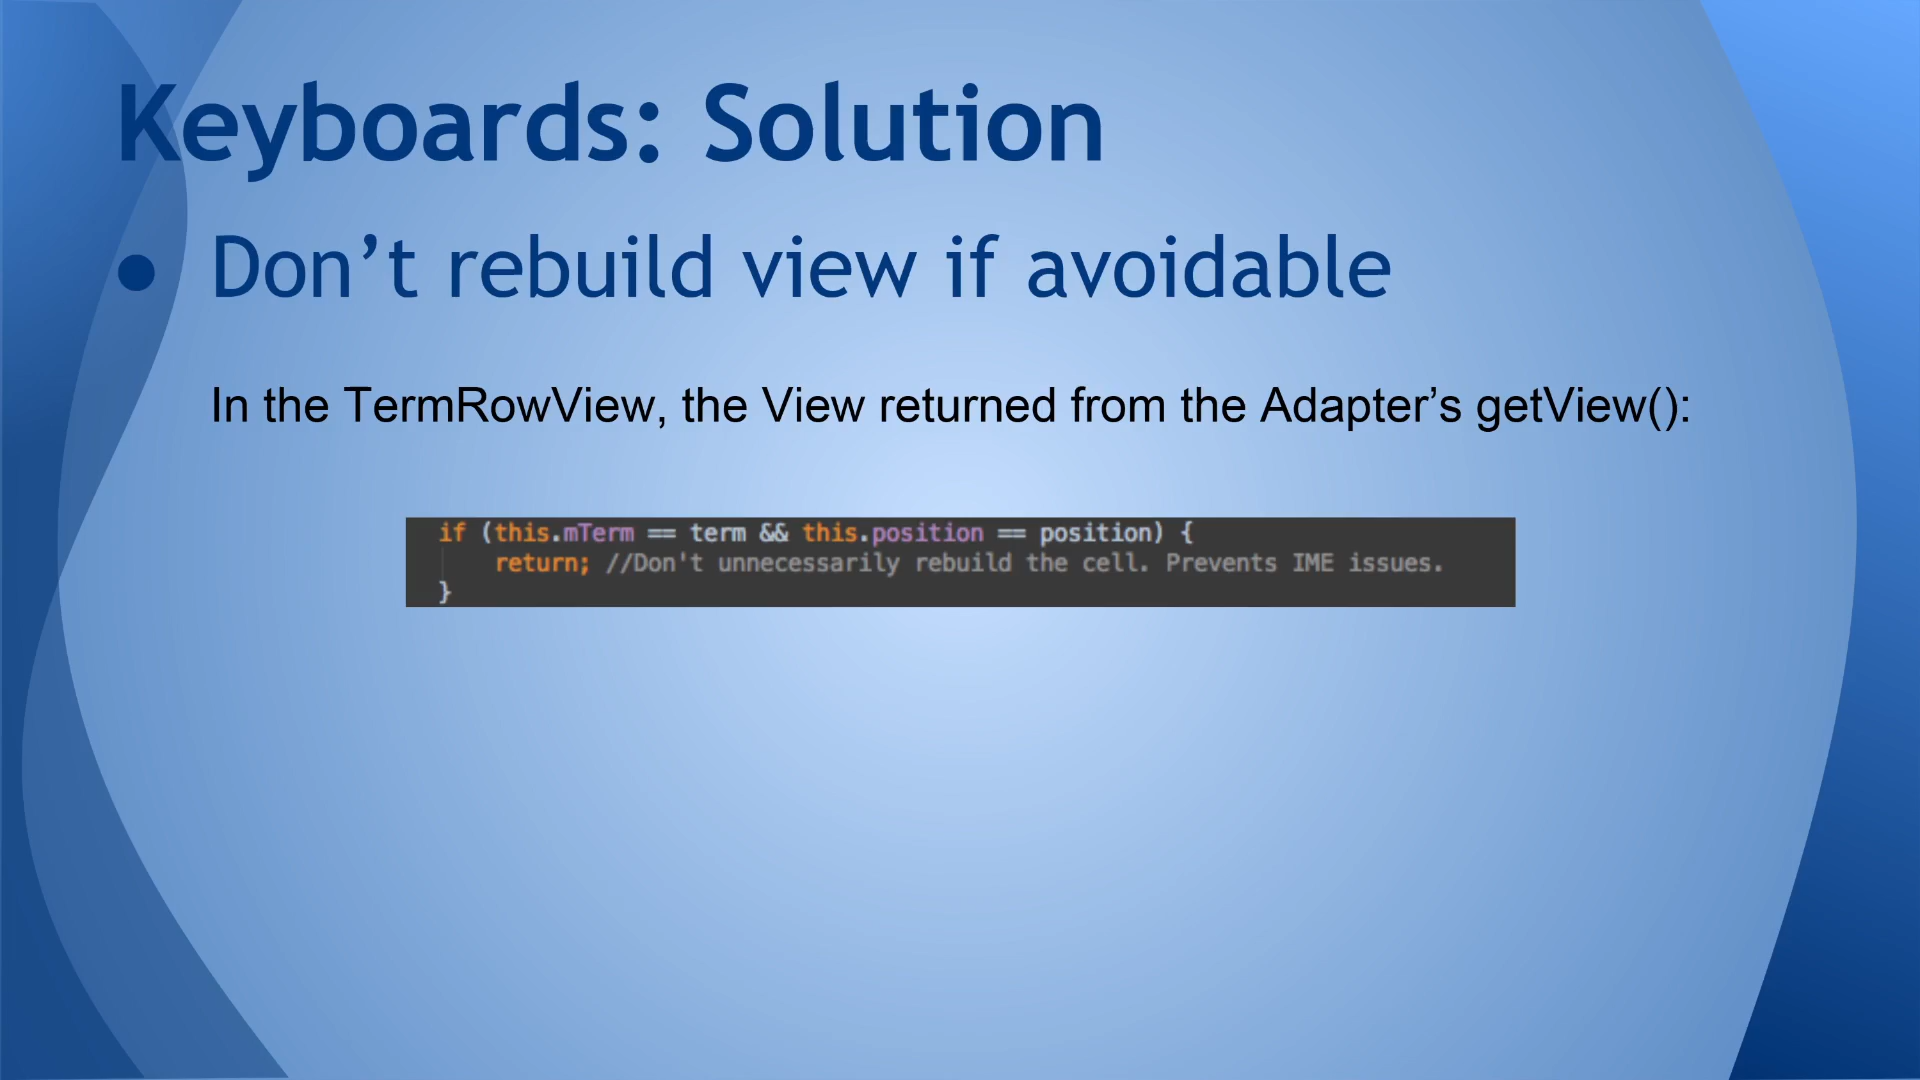 Keyboards: Solution
● Don’t rebuild view if avoidable
In the TermRowView, the View returned from the Adapter’s getView():
if (this.mTerm == term && this.position == position) {
return; //Don't unnecessarily rebuild the cell. Prevents IME issues.
}